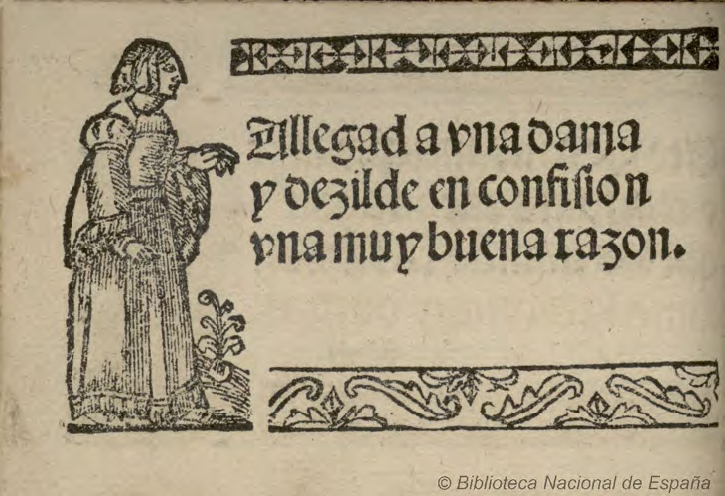 Allegad a vna dama
y dezilde en confision
vna muy buena razon.
© Biblioteca Nacional de España